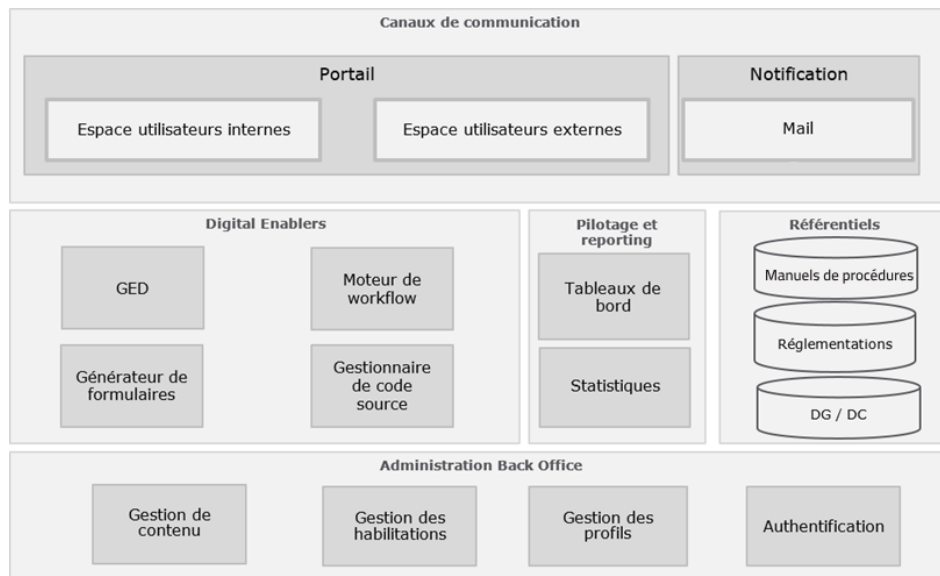 Canaux de communication
Portail
Notification
Espace utilisateurs internes
Espace utilisateurs externes
Mail
Digital Enablers
GED
Moteur de
workflow
Générateur de
formulaires
Gestionnaire
de code
source
Pilotage et
reporting
Tableaux de
bord
Statistiques
Référentiels
Manuels de procédures
Réglementations
DG / DC
Administration Back Office
Gestion de
contenu
Gestion des
habilitations
Gestion des
profils
Authentification